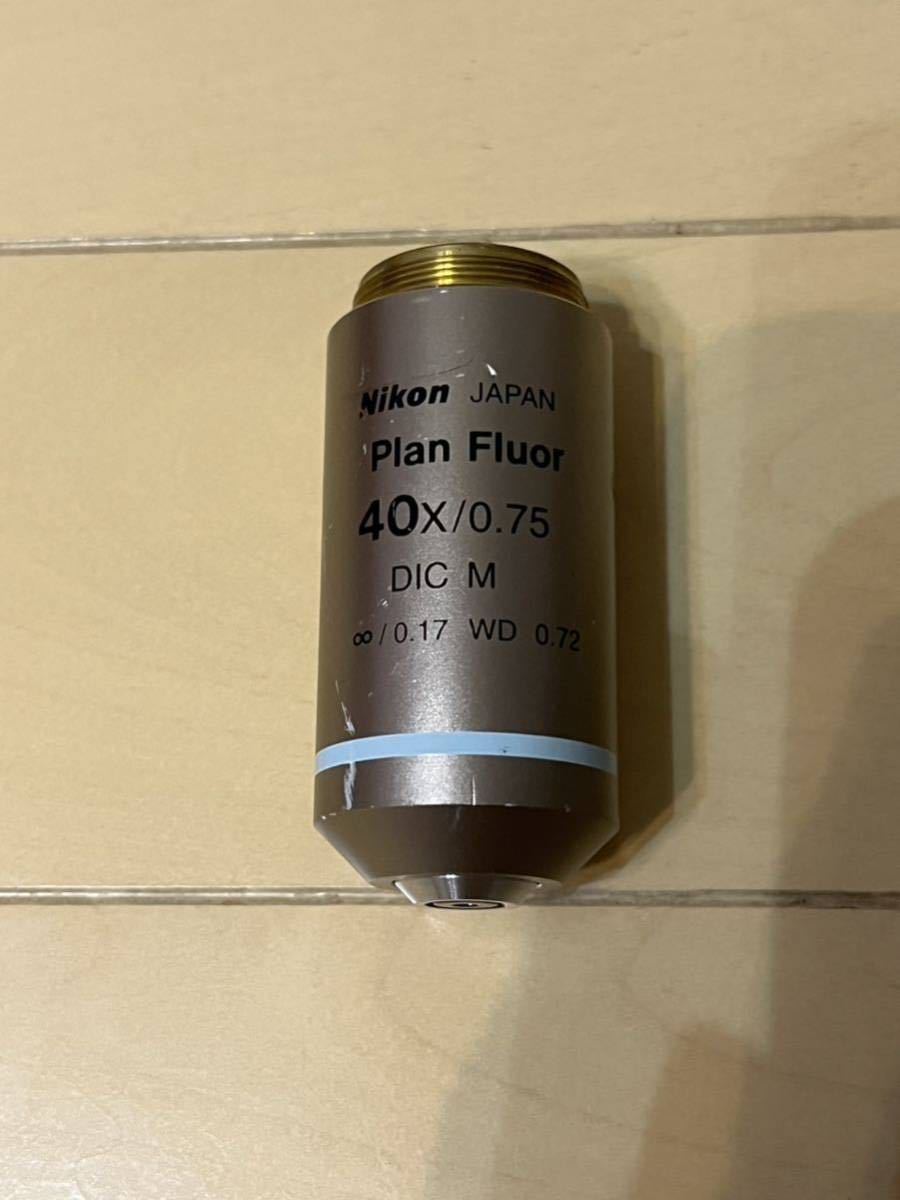 Nikon JAPAN
Plan Fluor
40x/0.75
DIC M
∞/0.17 WD 0.72